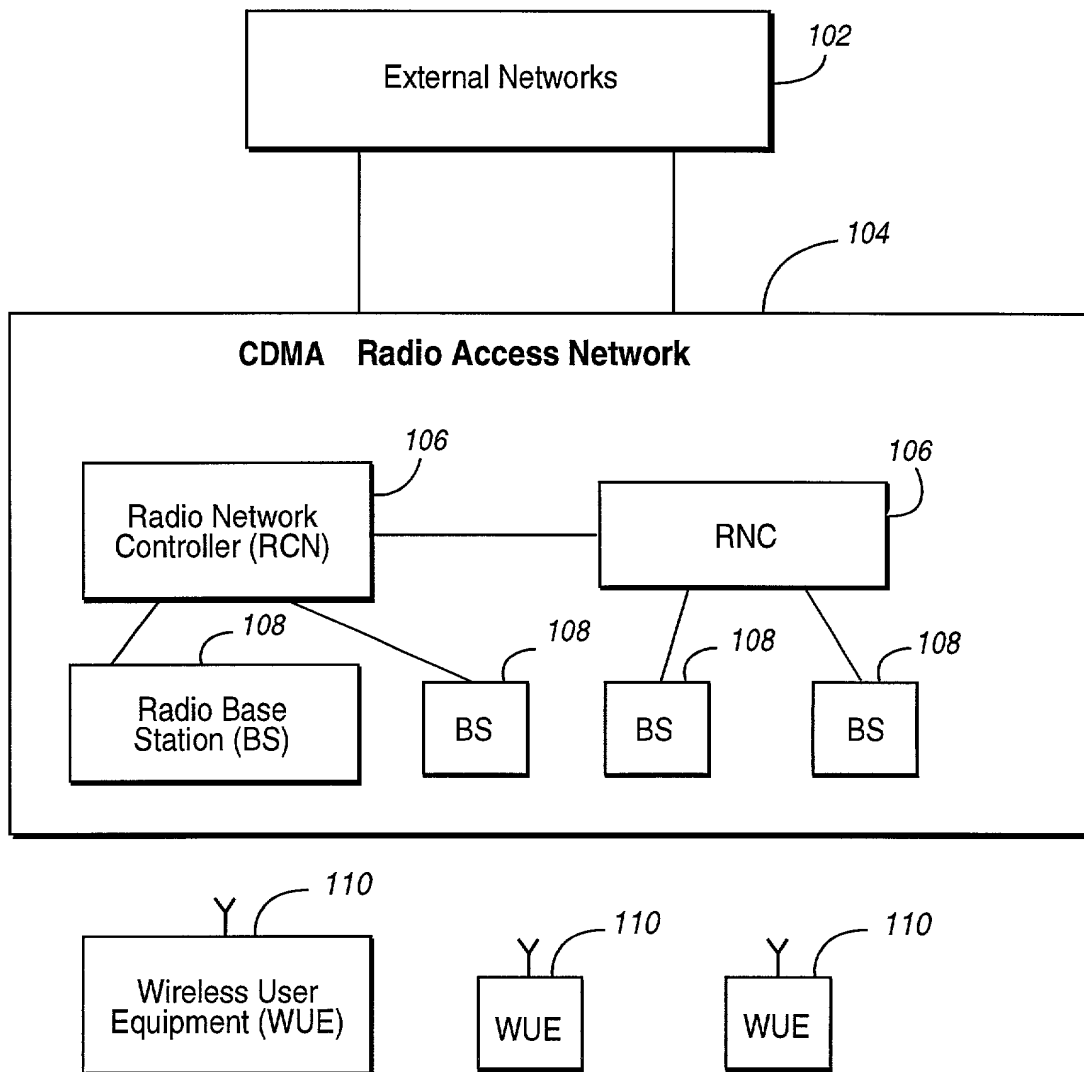 External Networks
102
104
CDMA Radio Access Network
106
106
Radio Network
Controller (RCN)
RNC
108
108
108
108
Radio Base
Station (BS)
BS
BS
BS
110
110
110
Wireless User
Equipment (WUE)
WUE
WUE